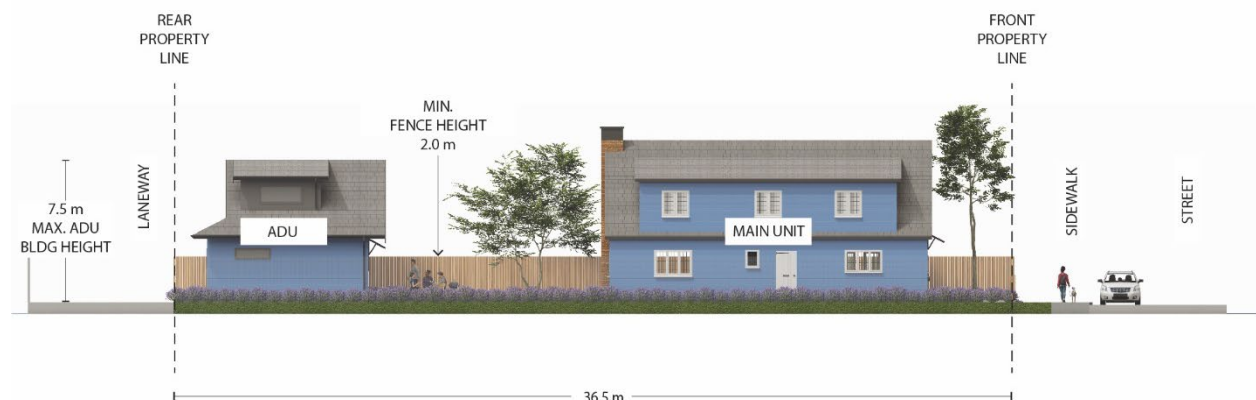 REAR
PROPERTY
LINE
FRONT
PROPERTY
LINE
MIN.
FENCE HEIGHT
2.0 m
LANEWAY
7.5 m
MAX. ADU
BLDG HEIGHT
ADU
MAIN UNIT
SIDEWALK
STREET
36.5 m